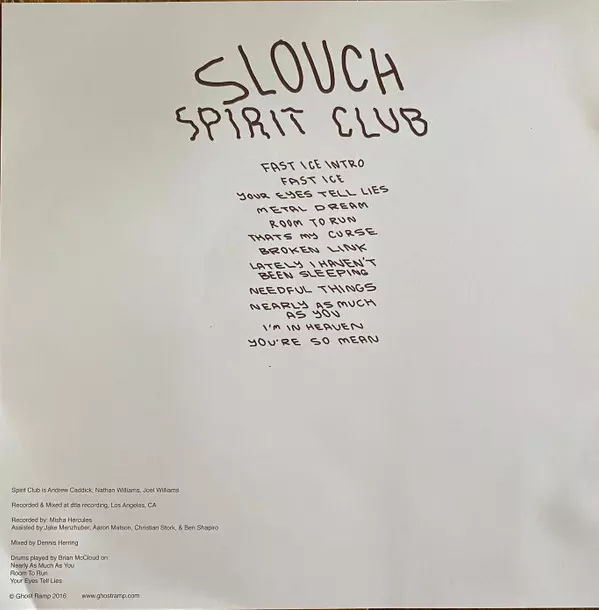 SLOUCH
SPIRIT CLUB
FAST ICE INTRO
FAST ICE
YOUR EYES TELL LIES
METAL DREAM
ROOM TO RUN
THATS MY CURSE
BROKEN LINK
LATELY I HAVEN'T
BEEN SLEEPING
NEEDFUL THINGS
NEARLY AS MUCH
AS YOU
I'M IN HEAVEN
YOU'RE SO MEAN
Spirit Club is Andrew Caddick, Nathan Williams, Joel Williams
Recorded & Mixed at dtla recording, Los Angeles, CA
Recorded by: Misha Hercules
Assisted by Jake Menzhuber, Aaron Matson, Christian Stork, & Ben Shapiro
Mixed by Dennis Herring
Drums played by Brian McCloud on:
Nearly As Much As You
Room To Run
Your Eyes Tell Lies
© Ghost Ramp 2016 www.ghostramp.com